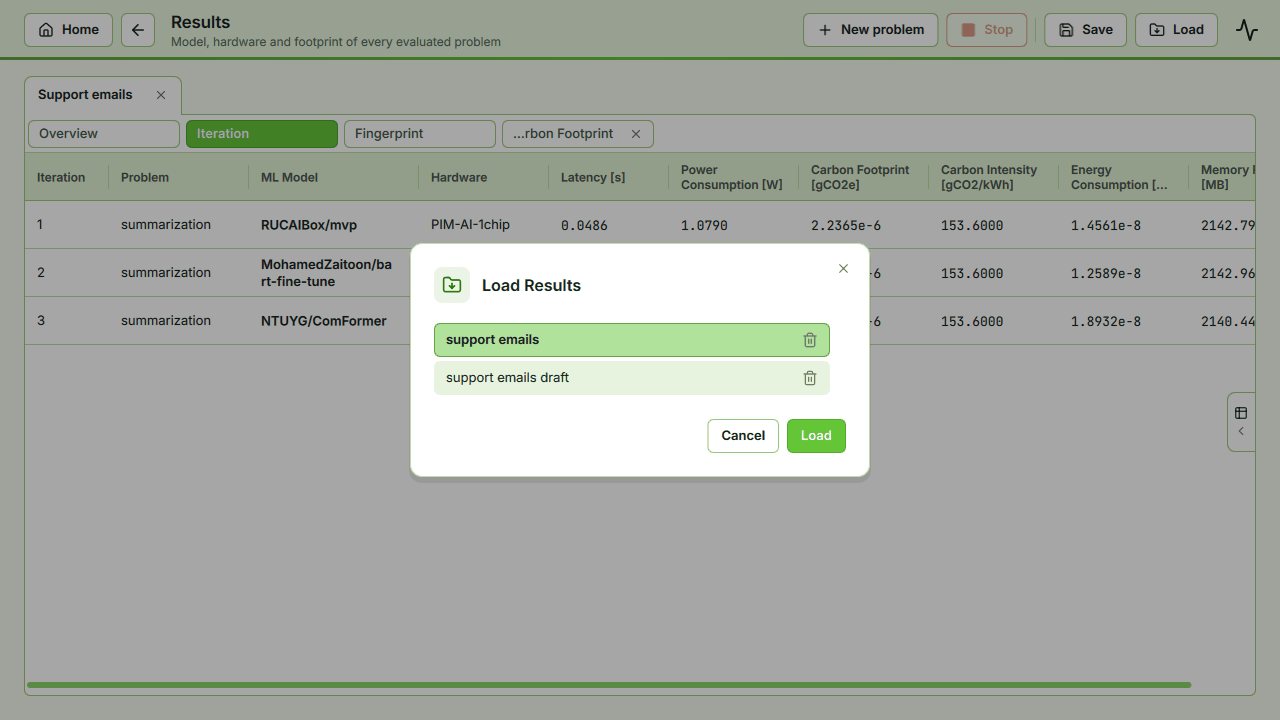 Home
Results
Model, hardware and footprint of every evaluated problem
New problem
Stop
Save
Load
Support emails
Overview
Iteration
Fingerprint
...rbon Footprint
Iteration
Problem
ML Model
Hardware
Latency [s]
Power
Consumption [W]
Carbon Footprint
[gCO2e]
Carbon Intensity
[gCO2/kWh]
Energy
Consumption [...
Memory
[MB]
1
summarization
RUCAIBox/mvp
PIM-AI-1chip
0.0486
1.0790
2.2365e-6
153.6000
1.4561e-8
2142.79
2
summarization
MohamedZaitoon/ba
rt-fine-tune
-6
153.6000
1.2589e-8
2142.96
3
summarization
NTUYG/ComFormer
-6
153.6000
1.8932e-8
2140.44
Load Results
support emails
support emails draft
Cancel
Load